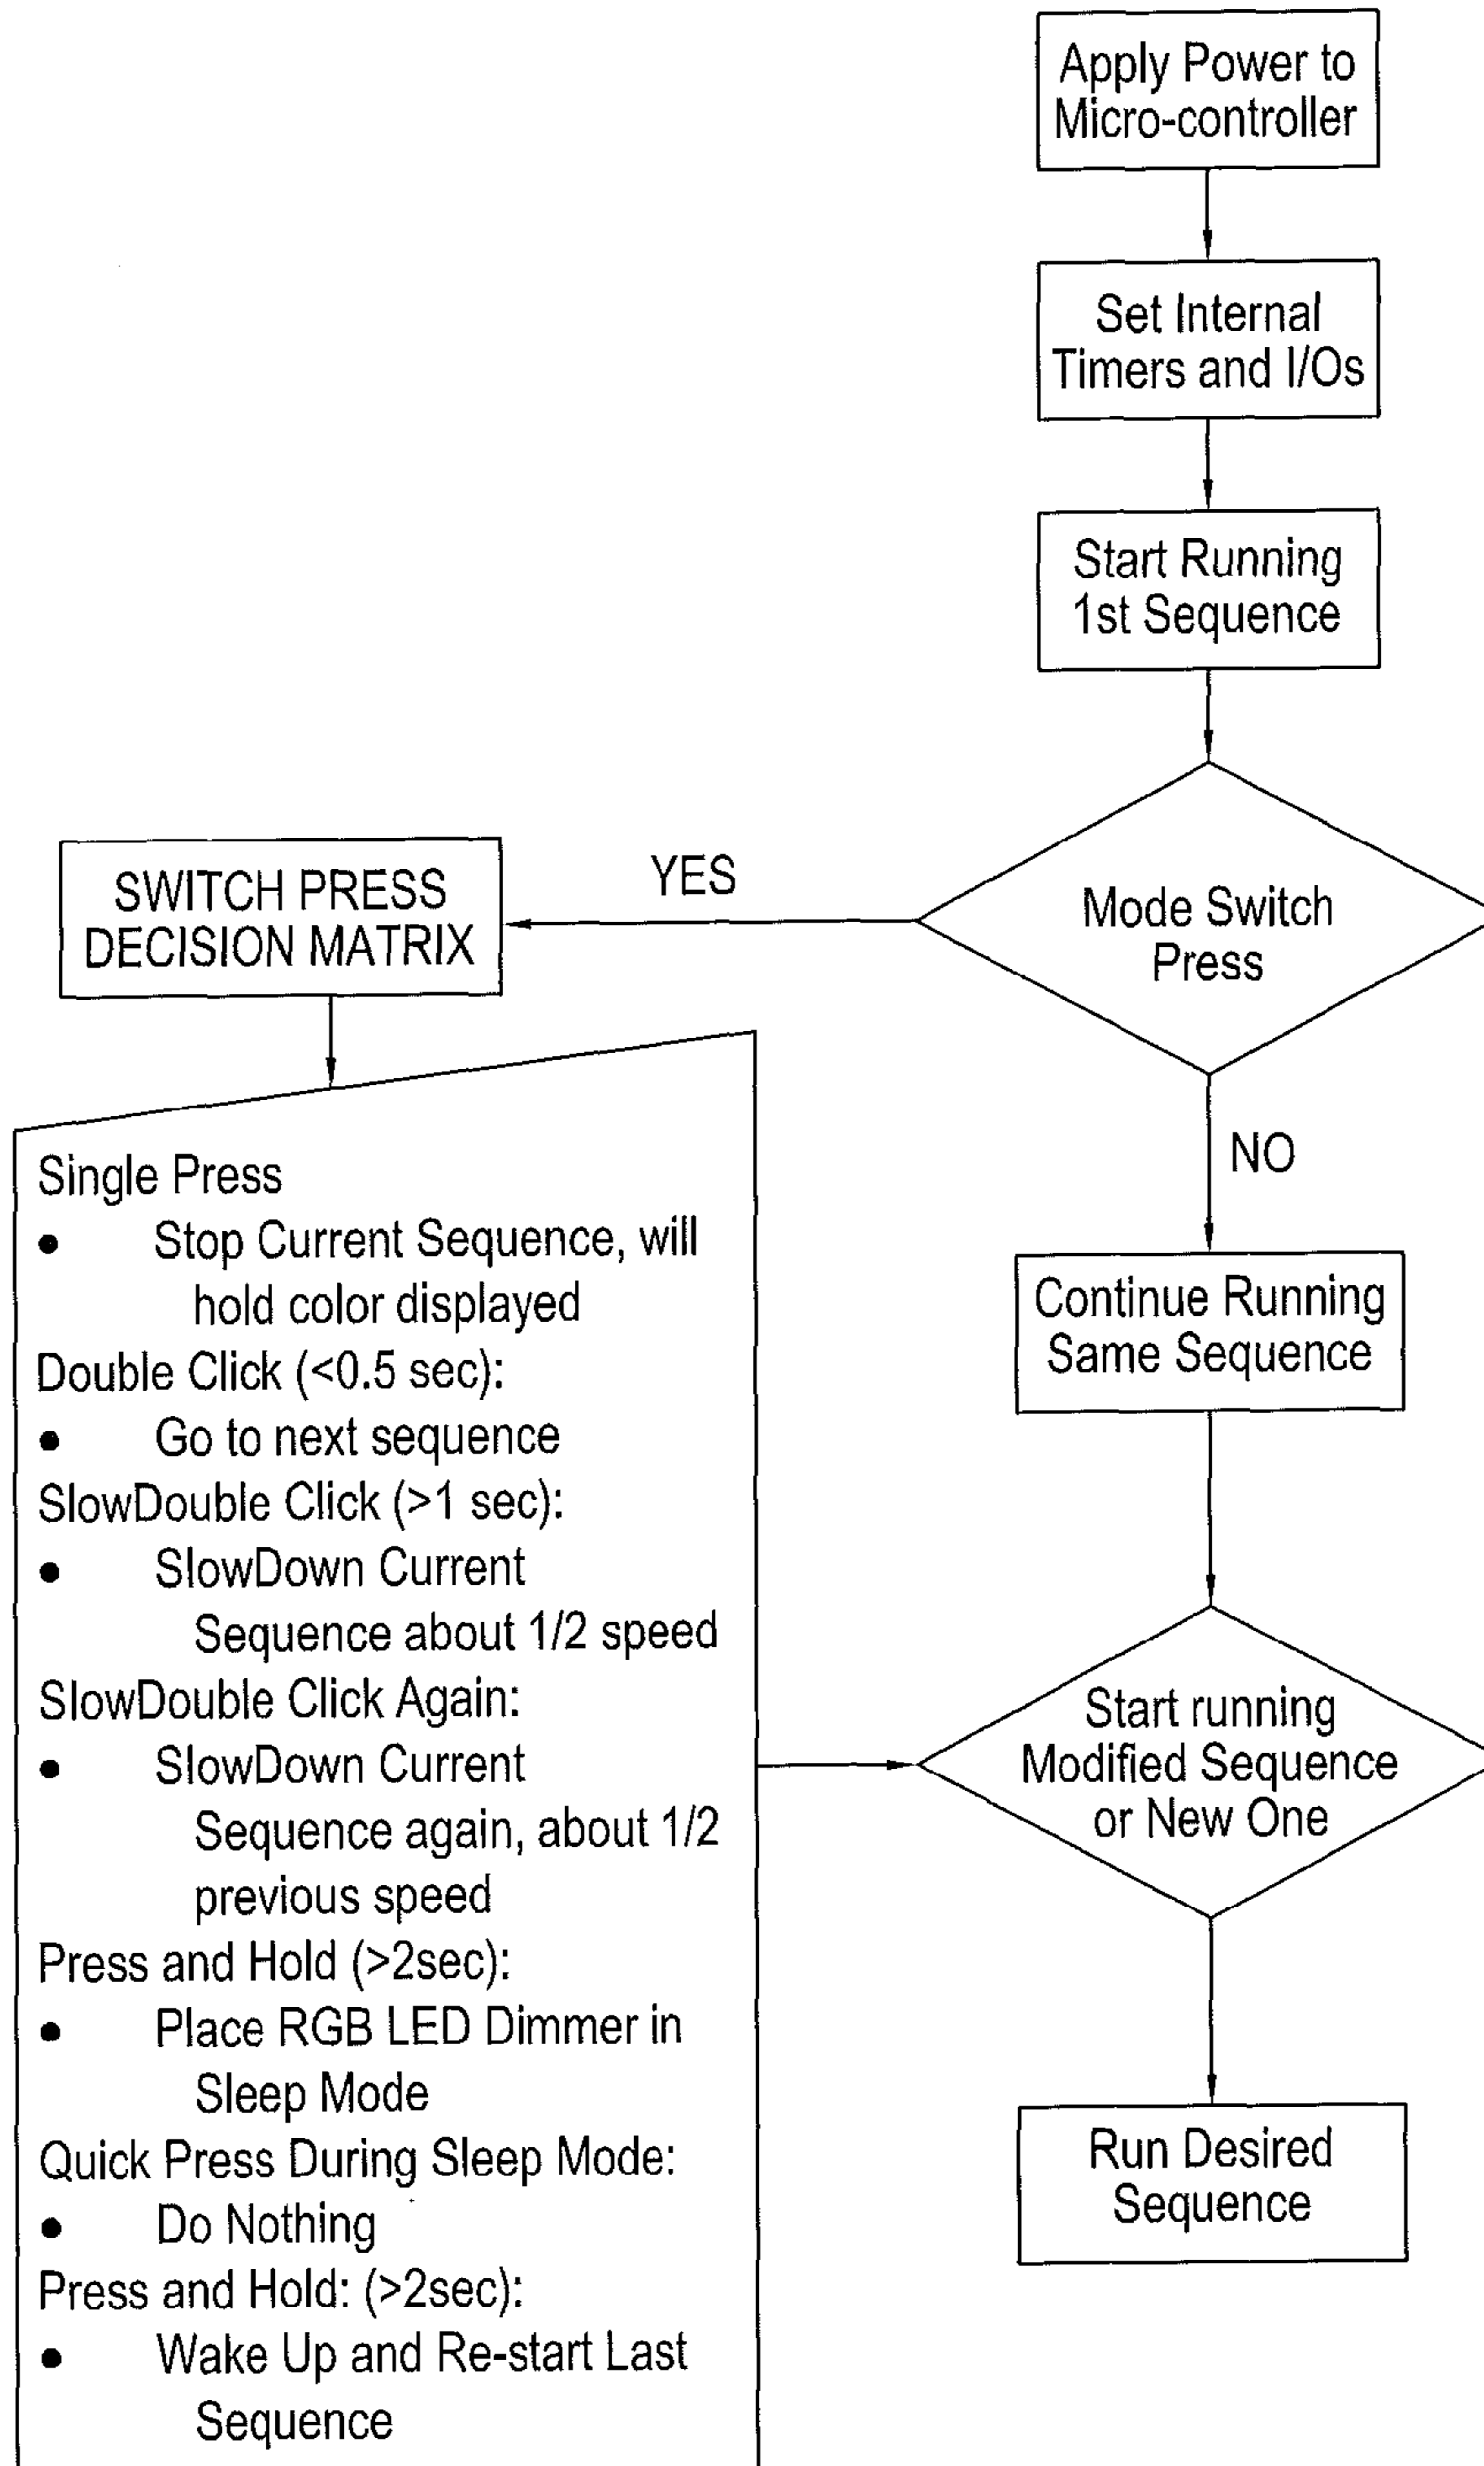 Apply Power to
Micro-controller
Set Internal
Timers and I/Os
Start Running
1st Sequence
Mode Switch
Press
YES
SWITCH PRESS
DECISION MATRIX
NO
Single Press
• Stop Current Sequence, will
hold color displayed
Double Click (<0.5 sec):
• Go to next sequence
SlowDouble Click (>1 sec):
• SlowDown Current
Sequence about 1/2 speed
SlowDouble Click Again:
• SlowDown Current
Sequence again, about 1/2
previous speed
Press and Hold (>2sec):
• Place RGB LED Dimmer in
Sleep Mode
Quick Press During Sleep Mode:
• Do Nothing
Press and Hold: (>2sec):
• Wake Up and Re-start Last
Sequence
Continue Running
Same Sequence
Start running
Modified Sequence
or New One
Run Desired
Sequence